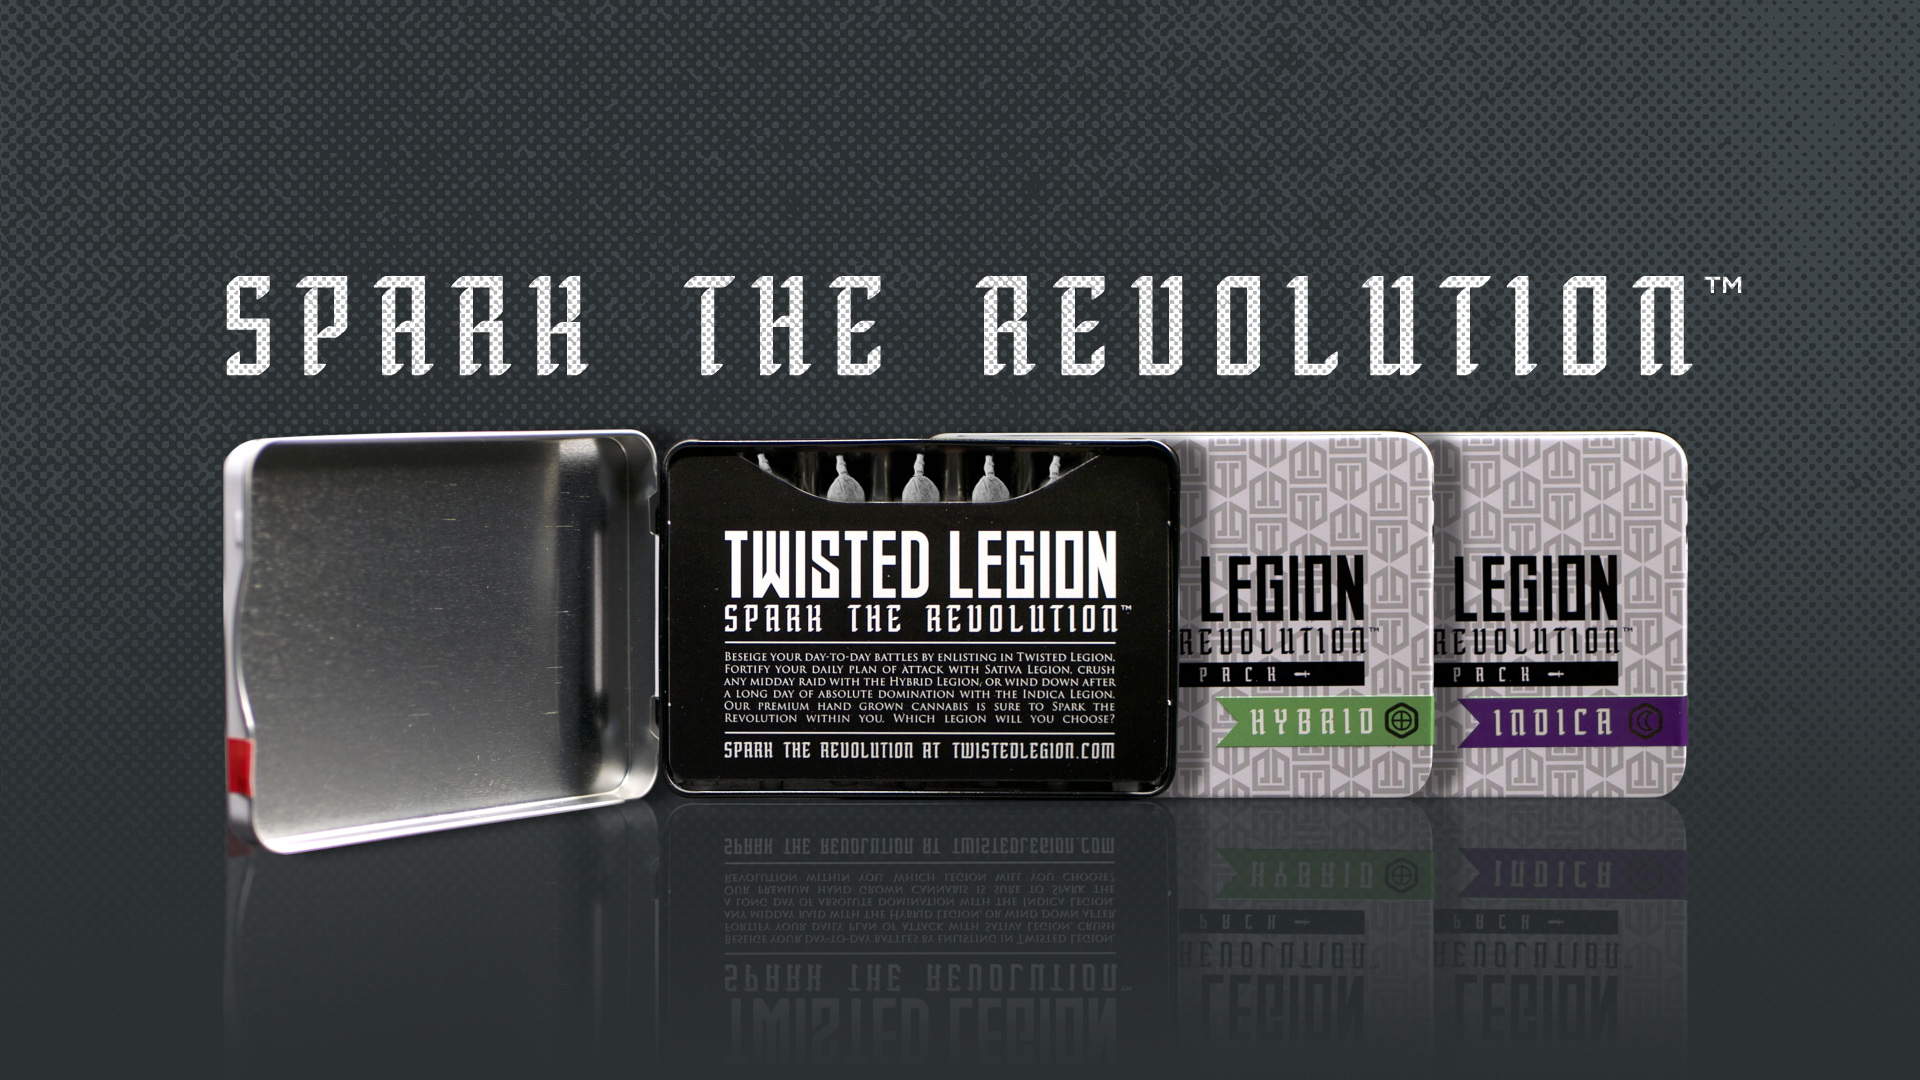 SPARK THE REVOLUTION™
TWISTED LEGION
SPARK THE REVOLUTION™
BESEIGE YOUR DAY-TO-DAY BATTLES BY ENLISTING IN TWISTED LEGION.
FORTIFY YOUR DAILY PLAN OF ATTACK WITH SATIVA LEGION, CRUSH
ANY MIDDAY RAID WITH THE HYBRID LEGION, OR WIND DOWN AFTER
A LONG DAY OF ABSOLUTE DOMINATION WITH THE INDICA LEGION.
OUR PREMIUM HAND GROWN CANNABIS IS SURE TO SPARK THE
REVOLUTION WITHIN YOU. WHICH LEGION WILL YOU CHOOSE?
SPARK THE REVOLUTION AT TWISTEDLEGION.COM
LEGION
REVOLUTION™
PACK
HYBRID
LEGION
REVOLUTION™
PACK
INDICA